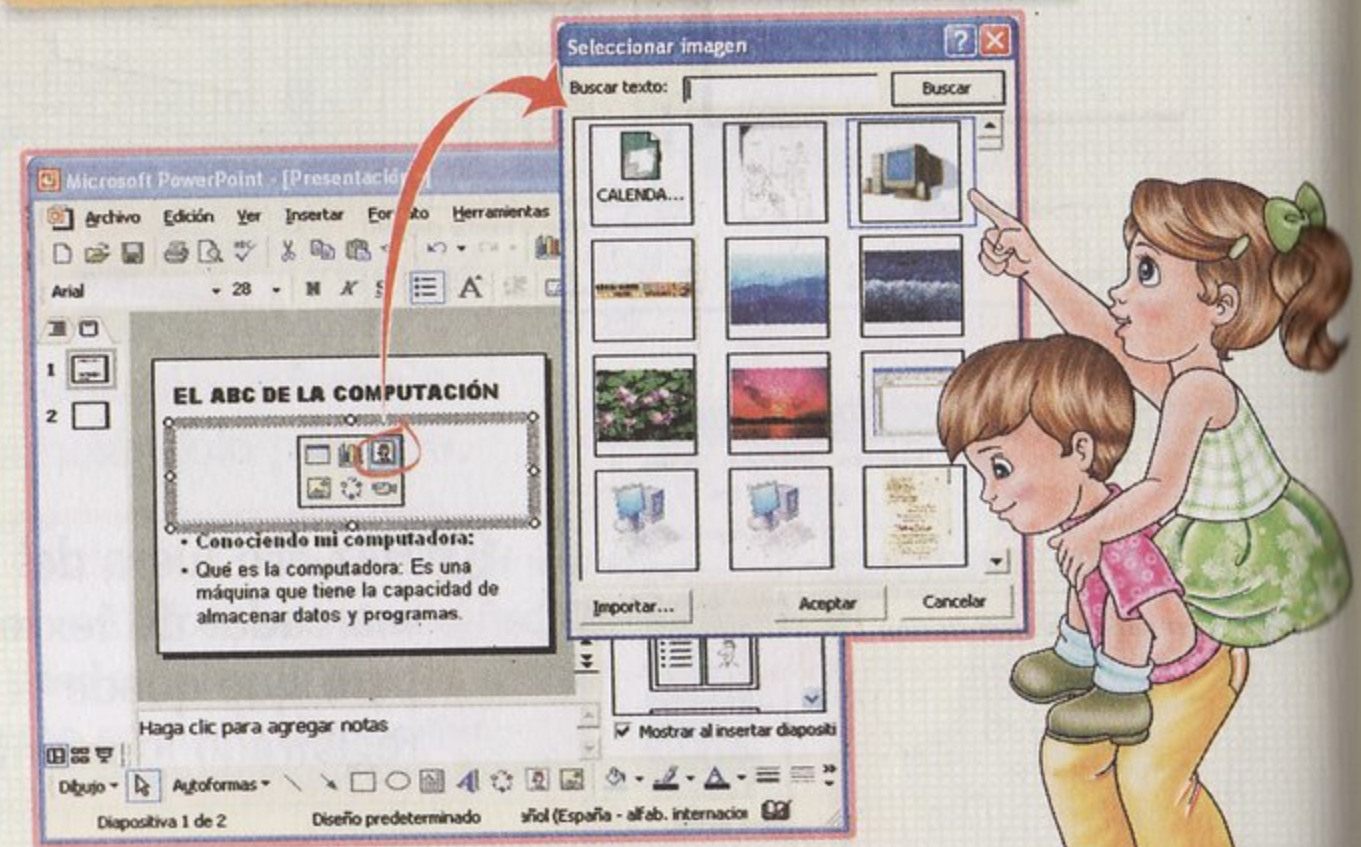 Seleccionar imagen
Buscar texto:
Buscar
CALENDA...
Importar...
Aceptar
Cancelar
Microsoft PowerPoint - [Presentación
Archivo Edición Ver Insertar Herramientas
Arial 28 N K S
1
2
EL ABC DE LA COMPUTACIÓN
• Conociendo mi computadora:
• Qué es la computadora: Es una
máquina que tiene la capacidad de
almacenar datos y programas.
Haga clic para agregar notas
Mostrar al insertar diapositi
Dibujo Autoformas
Diapositiva 1 de 2 Diseño predeterminado añol (España - alfab. internacion